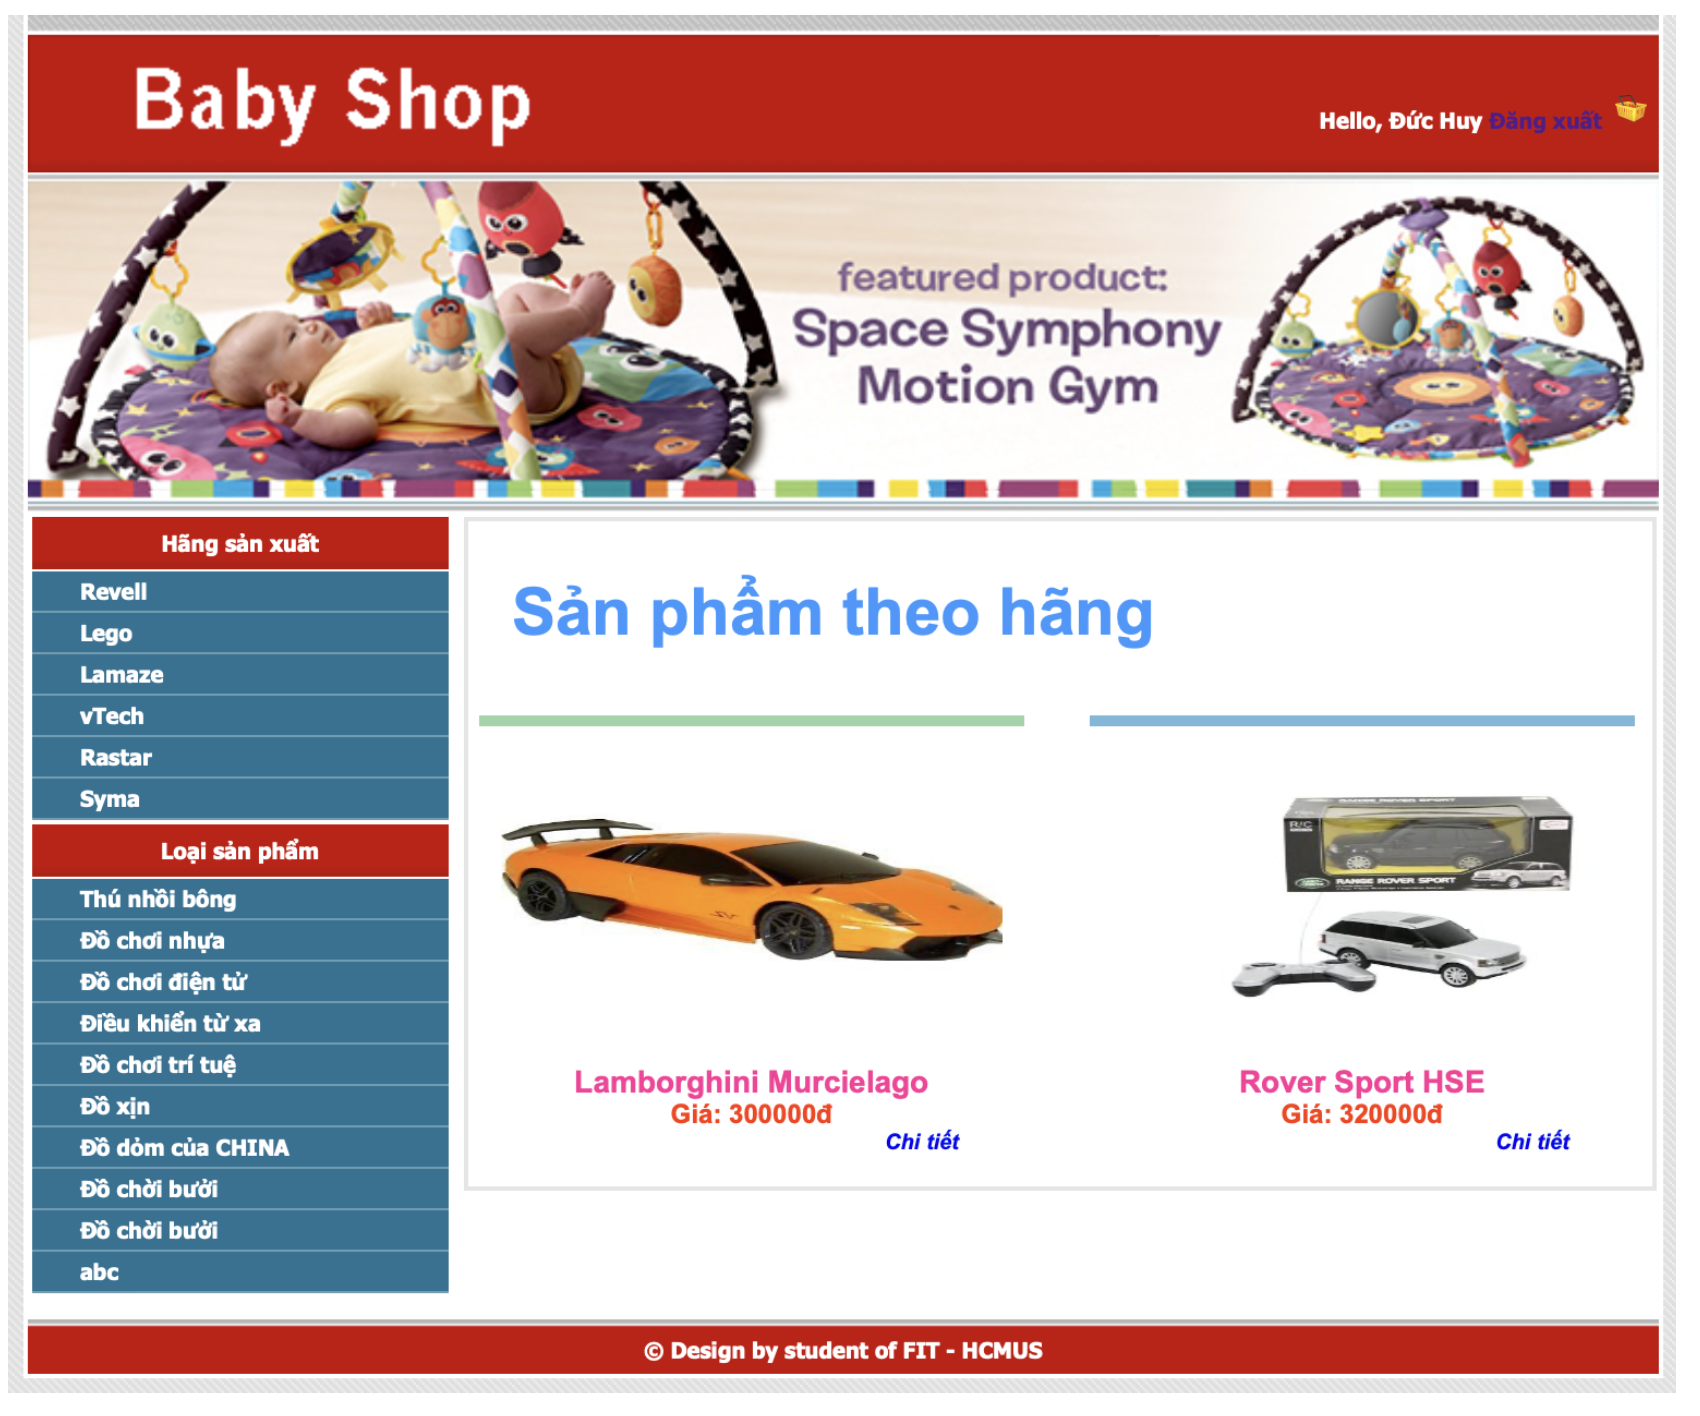 Baby Shop
Hello, Đức Huy Đăng xuất
featured product:
Space Symphony
Motion Gym
Hãng sản xuất
Revell
Lego
Lamaze
vTech
Rastar
Syma
Loại sản phẩm
Thú nhồi bông
Đồ chơi nhựa
Đồ chơi điện tử
Điều khiển từ xa
Đồ chơi trí tuệ
Đồ xịn
Đồ dỏm của CHINA
Đồ chời bưởi
Đồ chời bưởi
abc
Sản phẩm theo hãng
SV
RANGE ROVER SPORT
R/C
RANGE ROVER SPORT
Lamborghini Murcielago
Giá: 300000đ
Chi tiết
Rover Sport HSE
Giá: 320000đ
Chi tiết
© Design by student of FIT - HCMUS